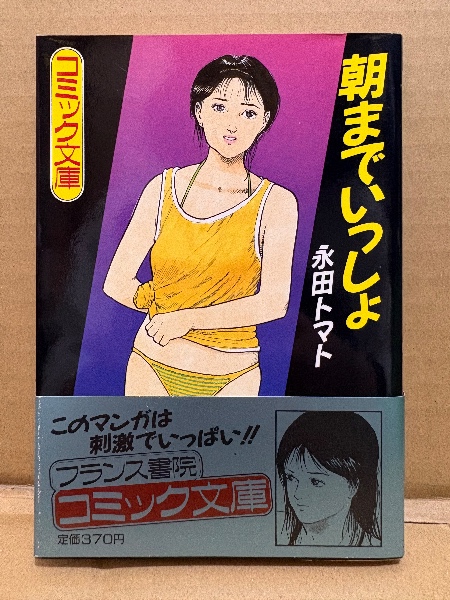 コミック文庫
朝までいっしょ
永田トマト
このマンガは
刺激でいっぱい!!
フランス書院
コミック文庫
定価370円